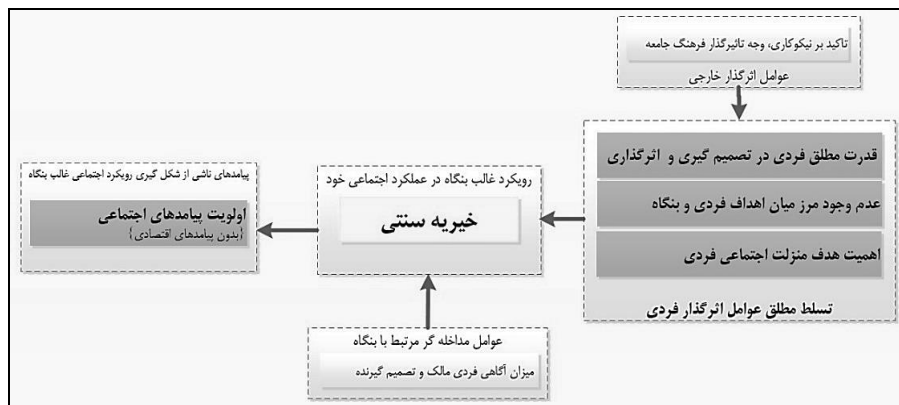 تاکید بر نیکوکاری، وجه تاثیرگذار فرهنگ جامعه
عوامل اثرگذار خارجی
قدرت مطلق فردی در تصمیم گیری و اثرگذاری
عدم وجود مرز میان اهداف فردی و بنگاه
اهمیت هدف منزلت اجتماعی فردی
تسلط مطلق عوامل اثرگذار فردی
رویکرد غالب بنگاه در عملکرد اجتماعی خود
خیریه سنتی
عوامل مداخله گر مرتبط با بنگاه
میزان آگاهی فردی مالک و تصمیم گیرنده
پیامدهای ناشی از شکل گیری رویکرد اجتماعی غالب بنگاه
اولویت پیامدهای اجتماعی
{بدون پیامدهای اقتصادی}